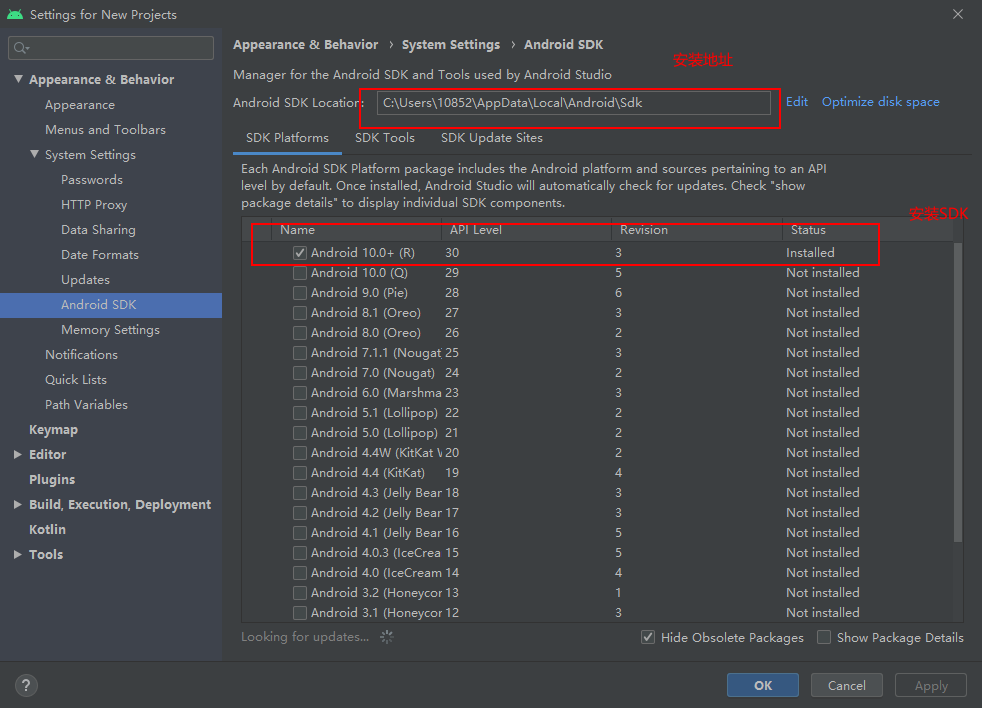 Settings for New Projects
Appearance & Behavior
Appearance
Menus and Toolbars
System Settings
Passwords
HTTP Proxy
Data Sharing
Date Formats
Updates
Android SDK
Memory Settings
Notifications
Quick Lists
Path Variables
Keymap
Editor
Plugins
Build, Execution, Deployment
Kotlin
Tools
Appearance & Behavior › System Settings › Android SDK
安装地址
Manager for the Android SDK and Tools used by Android Studio
Android SDK Location: C:\Users\10852\AppData\Local\Android\Sdk Edit Optimize disk space
SDK Platforms SDK Tools SDK Update Sites
Each Android SDK Platform package includes the Android platform and sources pertaining to an API
level by default. Once installed, Android Studio will automatically check for updates. Check "show
package details" to display individual SDK components.
安装SDK
Name API Level Revision Status
Android 10.0+ (R) 30 3 Installed
Android 10.0 (Q) 29 5 Not installed
Android 9.0 (Pie) 28 6 Not installed
Android 8.1 (Oreo) 27 3 Not installed
Android 8.0 (Oreo) 26 2 Not installed
Android 7.1.1 (Nougat 25 3 Not installed
Android 7.0 (Nougat) 24 2 Not installed
Android 6.0 (Marshma 23 3 Not installed
Android 5.1 (Lollipop) 22 2 Not installed
Android 5.0 (Lollipop) 21 2 Not installed
Android 4.4W (KitKat W 20 2 Not installed
Android 4.4 (KitKat) 19 4 Not installed
Android 4.3 (Jelly Bean 18 3 Not installed
Android 4.2 (Jelly Bean 17 3 Not installed
Android 4.1 (Jelly Bean 16 5 Not installed
Android 4.0.3 (IceCrea 15 5 Not installed
Android 4.0 (IceCream 14 4 Not installed
Android 3.2 (Honeycor 13 1 Not installed
Android 3.1 (Honeycor 12 3 Not installed
Looking for updates... Hide Obsolete Packages Show Package Details
? OK Cancel Apply